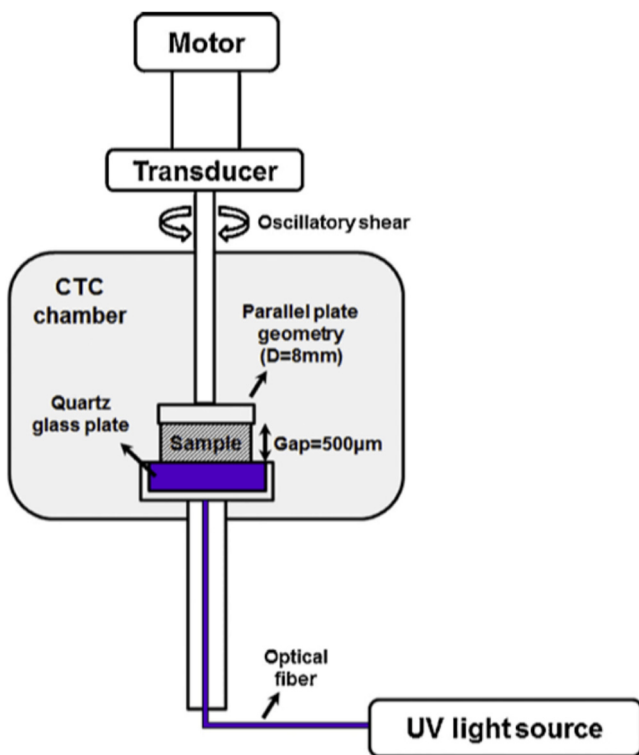 Motor
Transducer
Oscillatory shear
CTC
chamber
Parallel plate
geometry
(D=8mm)
Quartz
glass plate
Sample
Gap=500μm
Optical
fiber
UV light source